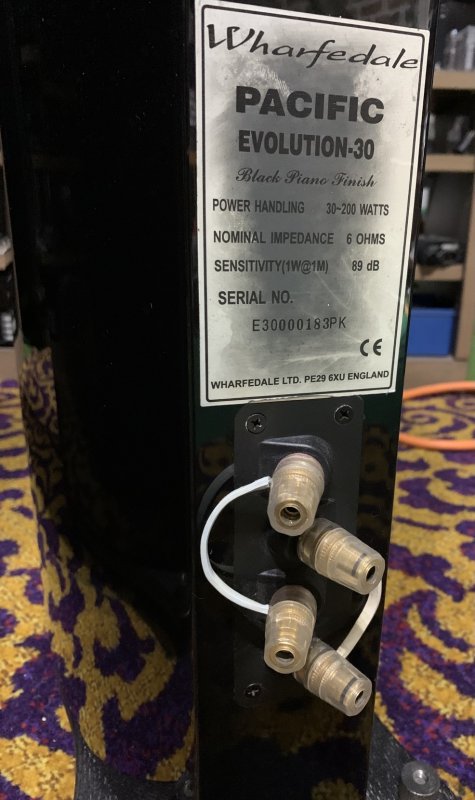 Wharfedale
PACIFIC
EVOLUTION-30
Black Piano Finish
POWER HANDLING 30~200 WATTS
NOMINAL IMPEDANCE 6 OHMS
SENSITIVITY(1W@1M) 89 dB
SERIAL NO.
E30000183PK
CE
WHARFEDALE LTD. PE29 6XU ENGLAND